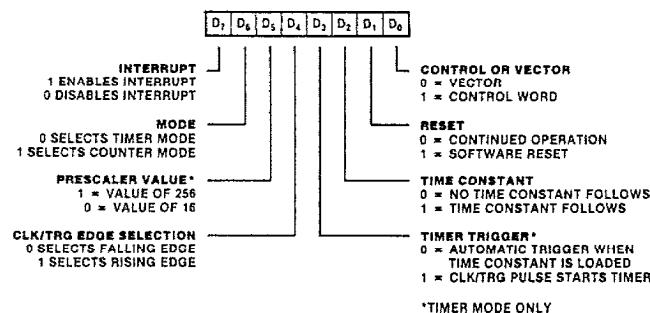 D7 D6 D5 D4 D3 D2 D1 D0
INTERRUPT
1 ENABLES INTERRUPT
0 DISABLES INTERRUPT
MODE
0 SELECTS TIMER MODE
1 SELECTS COUNTER MODE
PRESCALER VALUE*
1 = VALUE OF 256
0 = VALUE OF 16
CLK/TRG EDGE SELECTION
0 SELECTS FALLING EDGE
1 SELECTS RISING EDGE
CONTROL OR VECTOR
0 = VECTOR
1 = CONTROL WORD
RESET
0 = CONTINUED OPERATION
1 = SOFTWARE RESET
TIME CONSTANT
0 = NO TIME CONSTANT FOLLOWS
1 = TIME CONSTANT FOLLOWS
TIMER TRIGGER*
0 = AUTOMATIC TRIGGER WHEN
TIME CONSTANT IS LOADED
1 = CLK/TRG PULSE STARTS TIMER
*TIMER MODE ONLY